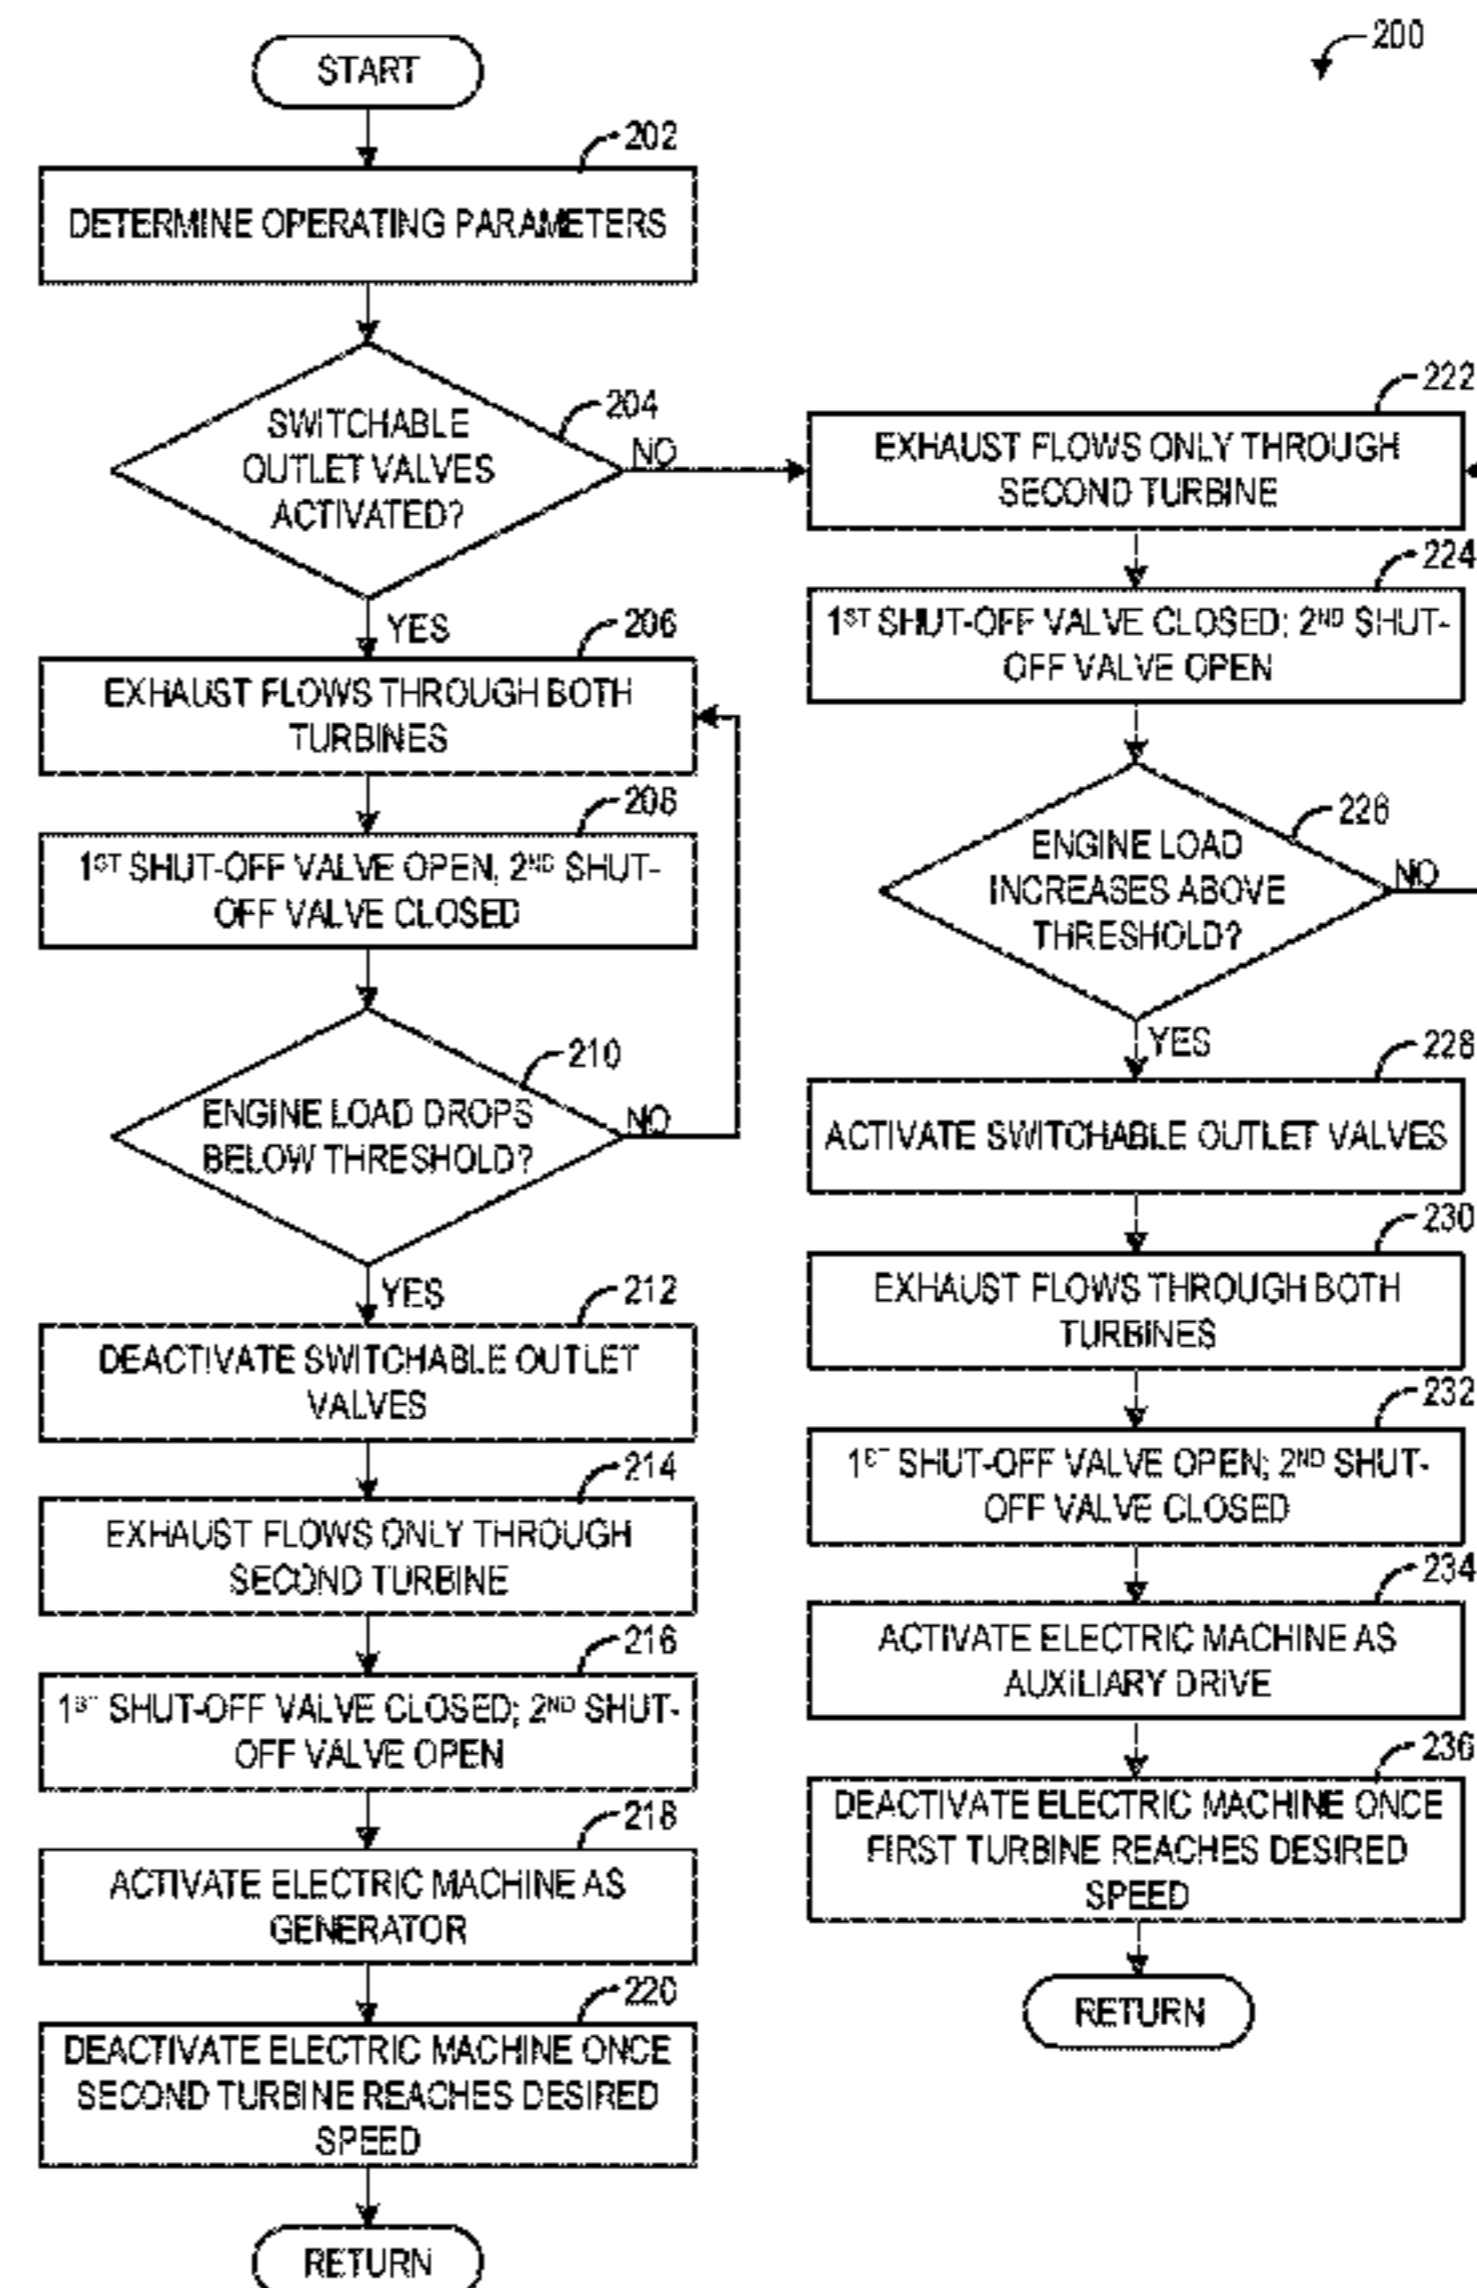 200
START
202
DETERMINE OPERATING PARAMETERS
204
SWITCHABLE
OUTLET VALVES
ACTIVATED?
NO
YES
206
EXHAUST FLOWS THROUGH BOTH
TURBINES
208
1ST SHUT-OFF VALVE OPEN; 2ND SHUT-
OFF VALVE CLOSED
210
ENGINE LOAD DROPS
BELOW THRESHOLD?
NO
YES
212
DEACTIVATE SWITCHABLE OUTLET
VALVES
214
EXHAUST FLOWS ONLY THROUGH
SECOND TURBINE
216
1ST SHUT-OFF VALVE CLOSED; 2ND SHUT-
OFF VALVE OPEN
218
ACTIVATE ELECTRIC MACHINE AS
GENERATOR
220
DEACTIVATE ELECTRIC MACHINE ONCE
SECOND TURBINE REACHES DESIRED
SPEED
RETURN
222
EXHAUST FLOWS ONLY THROUGH
SECOND TURBINE
224
1ST SHUT-OFF VALVE CLOSED; 2ND SHUT-
OFF VALVE OPEN
226
ENGINE LOAD
INCREASES ABOVE
THRESHOLD?
NO
YES
228
ACTIVATE SWITCHABLE OUTLET VALVES
230
EXHAUST FLOWS THROUGH BOTH
TURBINES
232
1ST SHUT-OFF VALVE OPEN; 2ND SHUT-
OFF VALVE CLOSED
234
ACTIVATE ELECTRIC MACHINE AS
AUXILIARY DRIVE
236
DEACTIVATE ELECTRIC MACHINE ONCE
FIRST TURBINE REACHES DESIRED
SPEED
RETURN